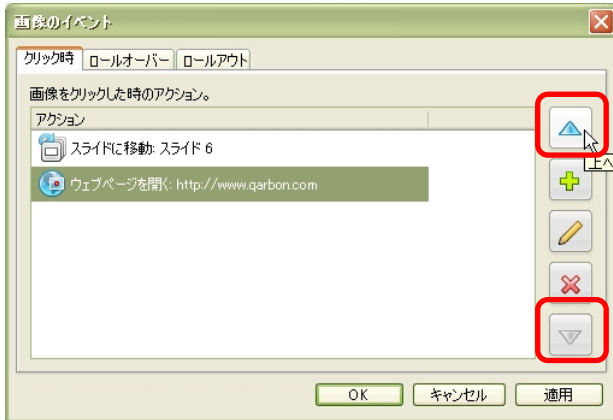 画像のイベント
クリック時 ロールオーバー ロールアウト
画像をクリックした時のアクション。
アクション
スライドに移動: スライド 6
ウェブページを開く: http://www.qarbon.com
上へ
OK キャンセル 適用